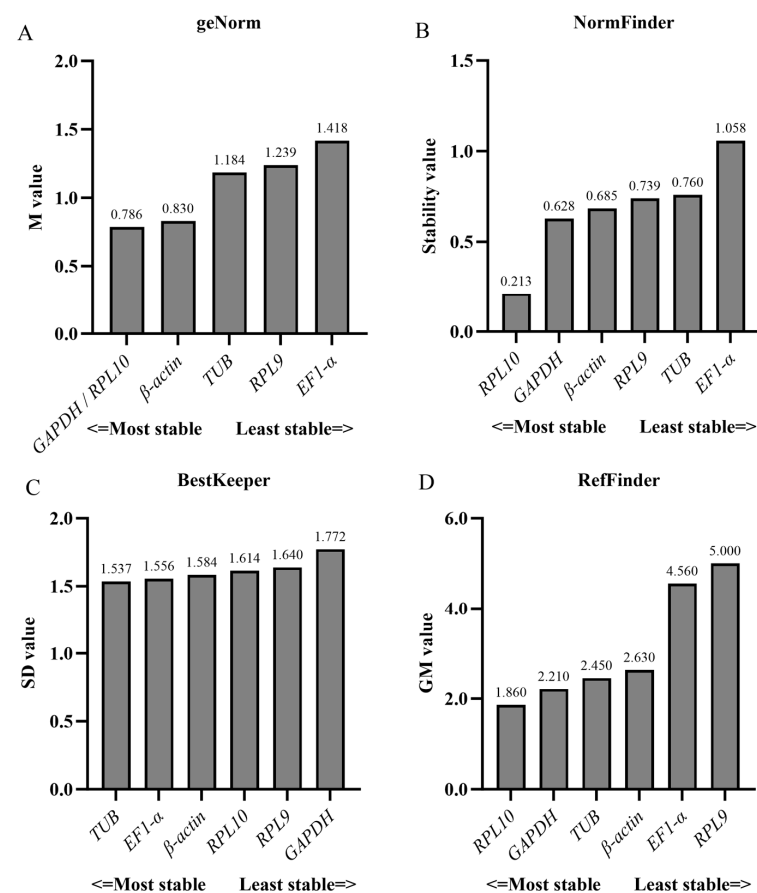 A
geNorm
M value
2.0
1.5
1.0
0.5
0.0
0.786
0.830
1.184
1.239
1.418
GAPDH / RPL10
β-actin
TUB
RPL9
EF1-α
<=Most stable Least stable=>
B
NormFinder
Stability value
1.5
1.0
0.5
0.0
0.213
0.628
0.685
0.739
0.760
1.058
RPL10
GAPDH
β-actin
RPL9
TUB
EF1-α
<=Most stable Least stable=>
C
BestKeeper
SD value
2.0
1.5
1.0
0.5
0.0
1.537
1.556
1.584
1.614
1.640
1.772
TUB
EF1-α
β-actin
RPL10
RPL9
GAPDH
<=Most stable Least stable=>
D
RefFinder
GM value
6.0
4.0
2.0
0.0
1.860
2.210
2.450
2.630
4.560
5.000
RPL10
GAPDH
TUB
β-actin
EF1-α
RPL9
<=Most stable Least stable=>